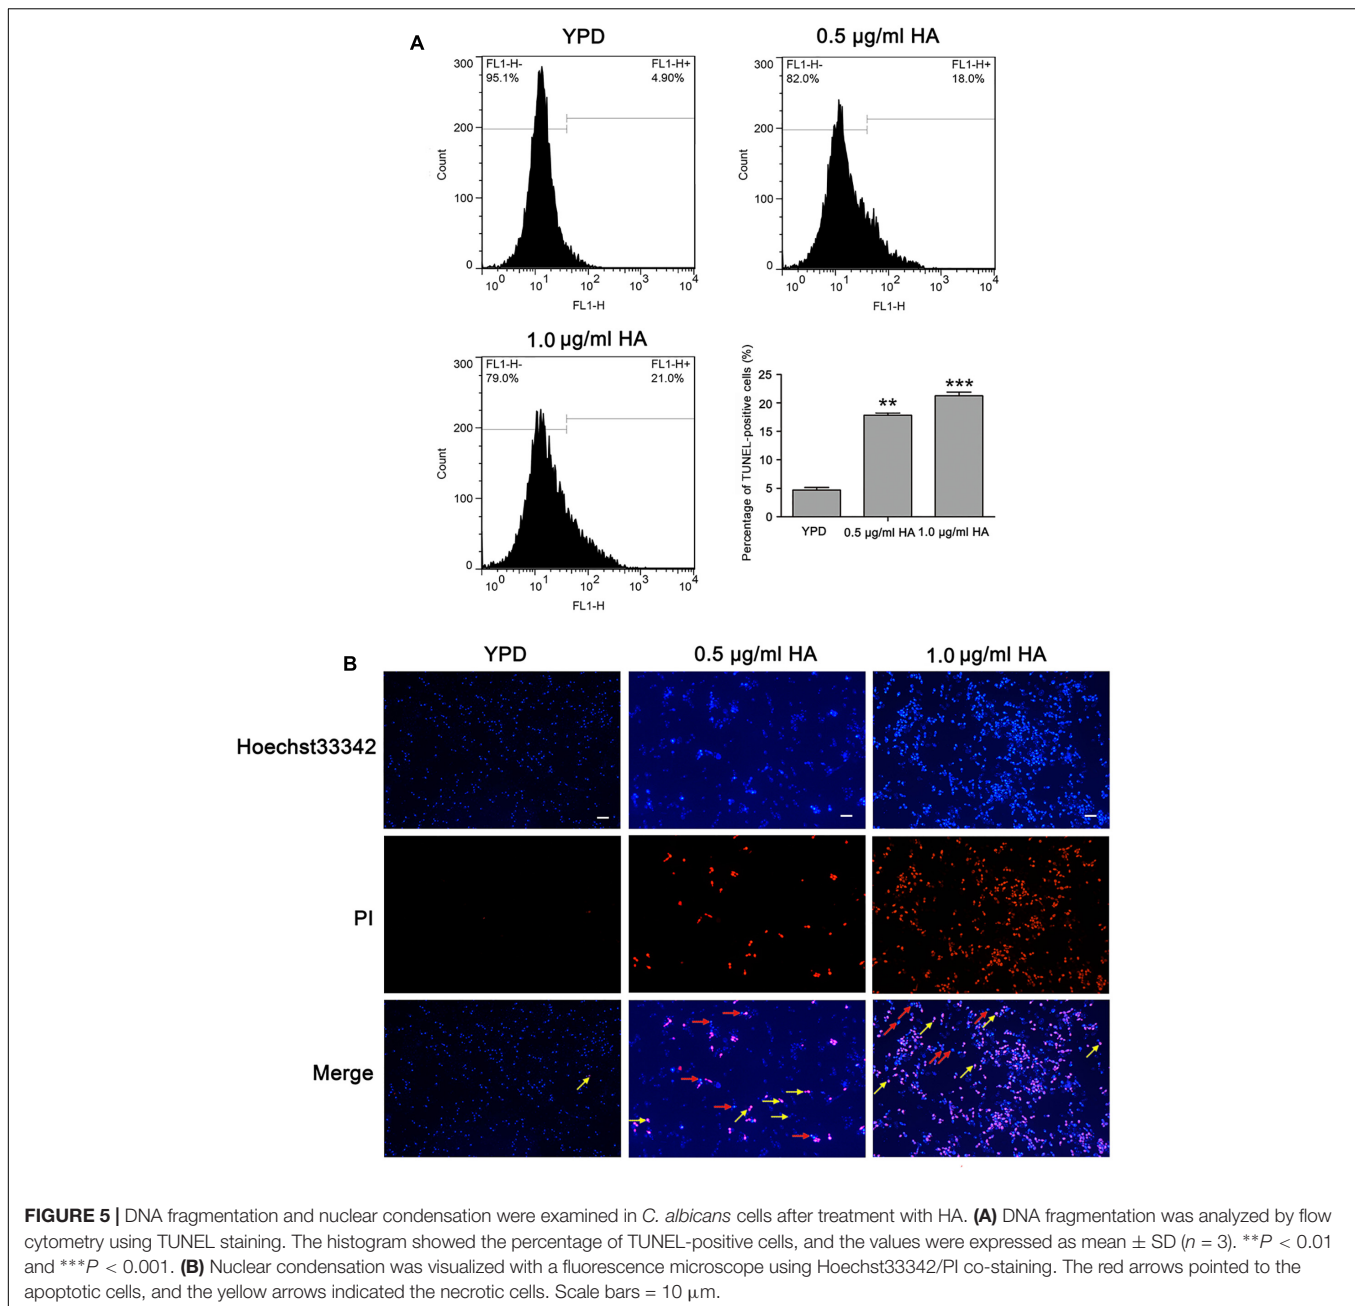 A
YPD
0.5 µg/ml HA
FL1-H-
95.1%
FL1-H+
4.90%
300
200
100
0
Count
10^0 10^1 10^2 10^3 10^4
FL1-H
FL1-H-
82.0%
FL1-H+
18.0%
300
200
100
0
Count
10^0 10^1 10^2 10^3 10^4
FL1-H
1.0 µg/ml HA
FL1-H-
79.0%
FL1-H+
21.0%
300
200
100
0
Count
10^0 10^1 10^2 10^3 10^4
FL1-H
Percentage of TUNEL-positive cells (%)
25
20
15
10
5
0
**
***
YPD 0.5 µg/ml HA 1.0 µg/ml HA
B
YPD 0.5 µg/ml HA 1.0 µg/ml HA
Hoechst33342
PI
Merge
FIGURE 5 | DNA fragmentation and nuclear condensation were examined in C. albicans cells after treatment with HA. (A) DNA fragmentation was analyzed by flow
cytometry using TUNEL staining. The histogram showed the percentage of TUNEL-positive cells, and the values were expressed as mean ± SD (n = 3). **P < 0.01
and ***P < 0.001. (B) Nuclear condensation was visualized with a fluorescence microscope using Hoechst33342/PI co-staining. The red arrows pointed to the
apoptotic cells, and the yellow arrows indicated the necrotic cells. Scale bars = 10 µm.